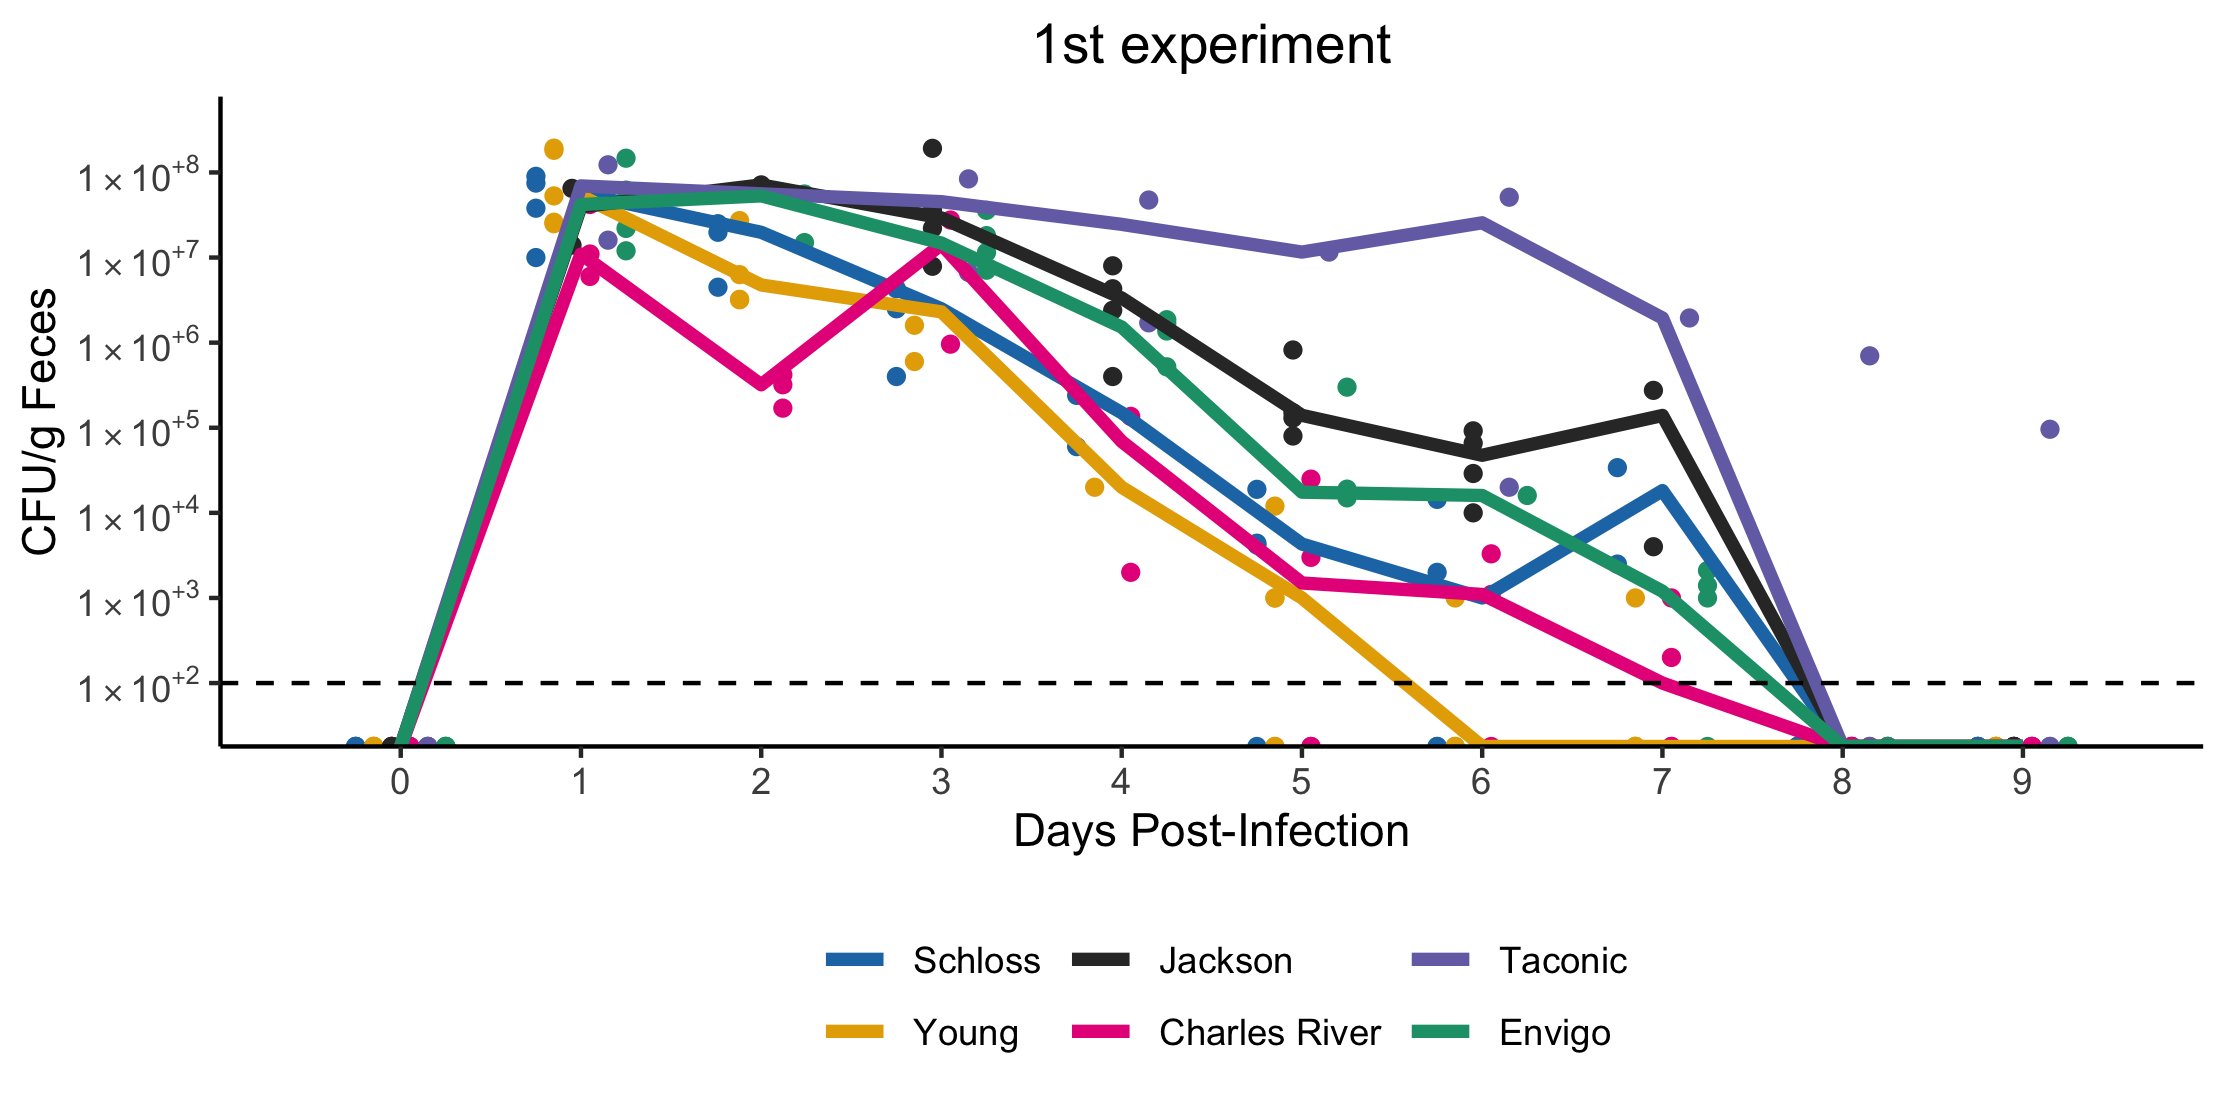 1st experiment
CFU/g Feces
1×10+8
1×10+7
1×10+6
1×10+5
1×10+4
1×10+3
1×10+2
0 1 2 3 4 5 6 7 8 9
Days Post-Infection
Schloss Jackson Taconic
Young Charles River Envigo